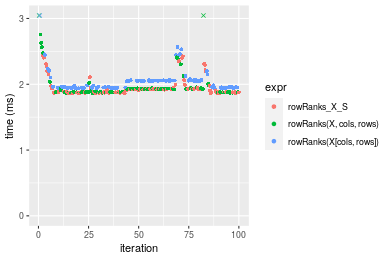 3
2
1
0
time (ms)
0
25
50
75
100
iteration
expr
rowRanks_X_S
rowRanks(X, cols, rows)
rowRanks(X[cols, rows])